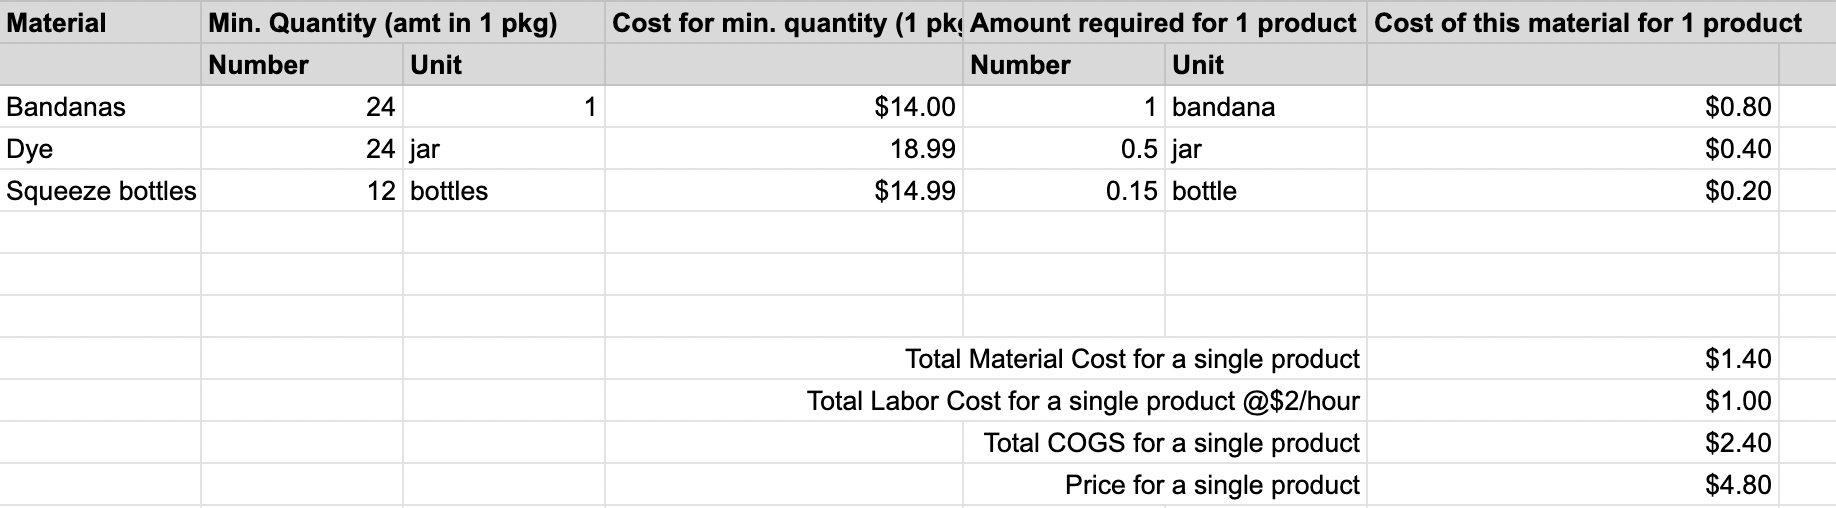 Material Min. Quantity (amt in 1 pkg) Cost for min. quantity (1 pk Amount required for 1 product Cost of this material for 1 product
Number Unit Number Unit
Bandanas 24 1 $14.00 1 bandana $0.80
Dye 24 jar 18.99 0.5 jar $0.40
Squeeze bottles 12 bottles $14.99 0.15 bottle $0.20
Total Material Cost for a single product $1.40
Total Labor Cost for a single product @$2/hour $1.00
Total COGS for a single product $2.40
Price for a single product $4.80